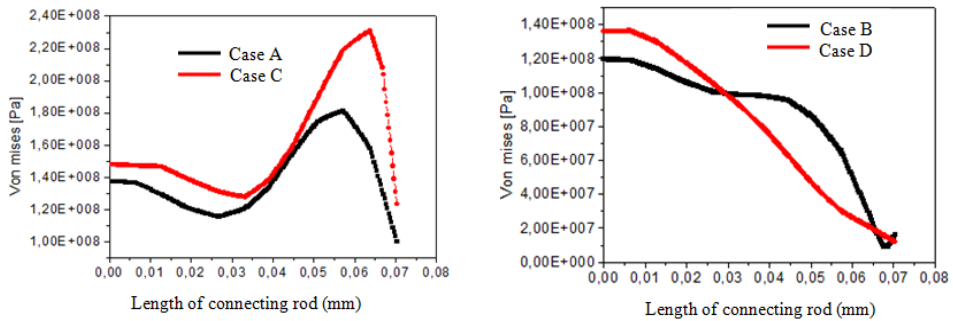 2,40E+008
2,20E+008
2,00E+008
1,80E+008
1,60E+008
1,40E+008
1,20E+008
1,00E+008
Von mises [Pa]
Case A
Case C
0,00 0,01 0,02 0,03 0,04 0,05 0,06 0,07 0,08
Length of connecting rod (mm)
1,40E+008
1,20E+008
1,00E+008
8,00E+007
6,00E+007
4,00E+007
2,00E+007
0,00E+000
Von mises [Pa]
Case B
Case D
0,00 0,01 0,02 0,03 0,04 0,05 0,06 0,07 0,08
Length of connecting rod (mm)